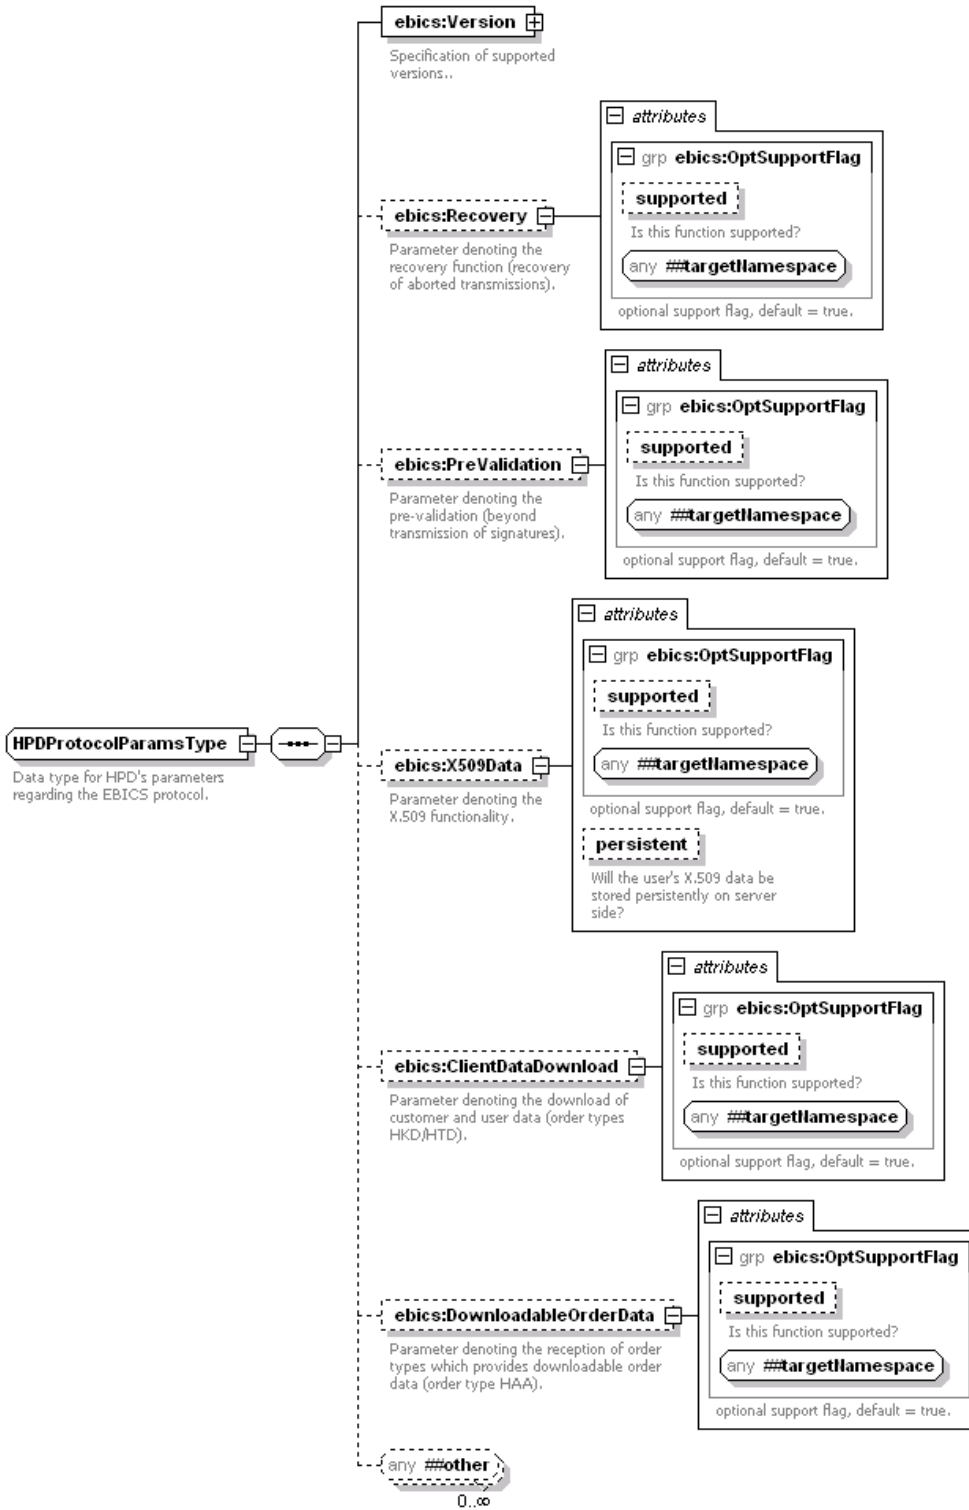 ebics:Version
Specification of supported
versions..
attributes
grp ebics:OptSupportFlag
supported
Is this function supported?
any ##targetNamespace
optional support flag, default = true.
ebics:Recovery
Parameter denoting the
recovery function (recovery
of aborted transmissions).
attributes
grp ebics:OptSupportFlag
supported
Is this function supported?
any ##targetNamespace
optional support flag, default = true.
ebics:PreValidation
Parameter denoting the
pre-validation (beyond
transmission of signatures).
HPDProtocolParamsType
Data type for HPD's parameters
regarding the EBICS protocol.
attributes
grp ebics:OptSupportFlag
supported
Is this function supported?
any ##targetNamespace
optional support flag, default = true.
persistent
Will the user's X.509 data be
stored persistently on server
side?
ebics:X509Data
Parameter denoting the
X.509 functionality.
attributes
grp ebics:OptSupportFlag
supported
Is this function supported?
any ##targetNamespace
optional support flag, default = true.
ebics:ClientDataDownload
Parameter denoting the download of
customer and user data (order types
HKD/HTD).
attributes
grp ebics:OptSupportFlag
supported
Is this function supported?
any ##targetNamespace
optional support flag, default = true.
ebics:DownloadableOrderData
Parameter denoting the reception of order
types which provides downloadable order
data (order type HAA).
any ##other
0..∞